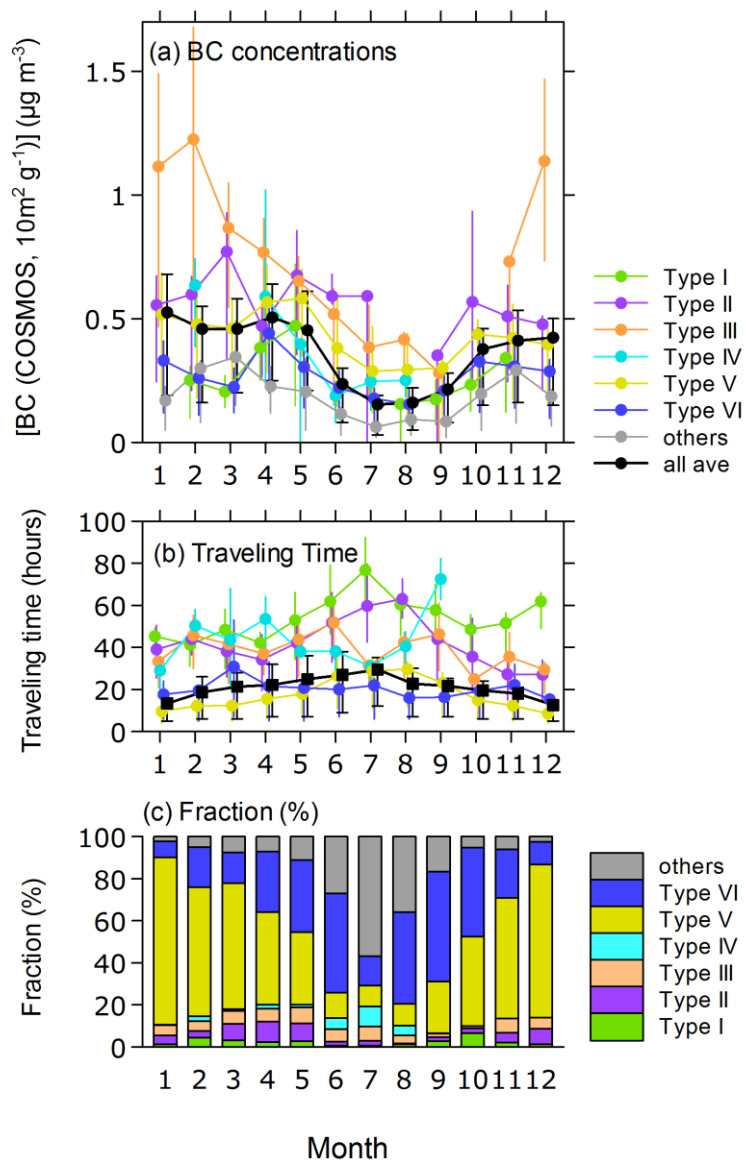 (a) BC concentrations
[BC (COSMOS, 10m² g⁻¹)] (μg m⁻³)
1.5
1
0.5
0
1 2 3 4 5 6 7 8 9 10 11 12
Type I
Type II
Type III
Type IV
Type V
Type VI
others
all ave
(b) Traveling Time
Traveling time (hours)
100
80
60
40
20
0
1 2 3 4 5 6 7 8 9 10 11 12
(c) Fraction (%)
Fraction (%)
100
80
60
40
20
0
1 2 3 4 5 6 7 8 9 10 11 12
others
Type VI
Type V
Type IV
Type III
Type II
Type I
Month